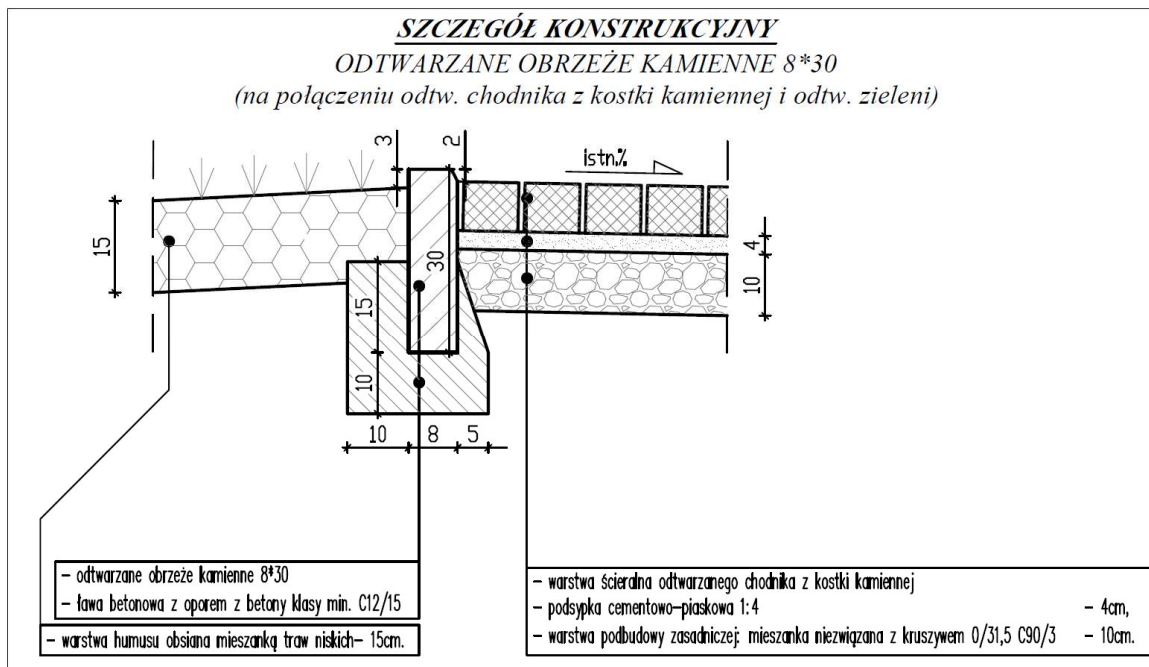 SZCZEGÓŁ KONSTRUKCYJNY
ODTWARZANE OBRZEŻE KAMIENNE 8*30
(na połączeniu odtw. chodnika z kostki kamiennej i odtw. zieleni)
3
2
istn.%
15
30
4
10
15
10
10 8 5
- odtwarzane obrzeże kamienne 8*30
- ława betonowa z oporem z betony klasy min. C12/15
- warstwa humusu obsiana mieszanką traw niskich- 15cm.
- warstwa ścieralna odtwarzanego chodnika z kostki kamiennej
- podsypka cementowo-piaskowa 1:4 - 4cm,
- warstwa podbudowy zasadniczej: mieszanka niezwiązana z kruszywem 0/31,5 C90/3 - 10cm.